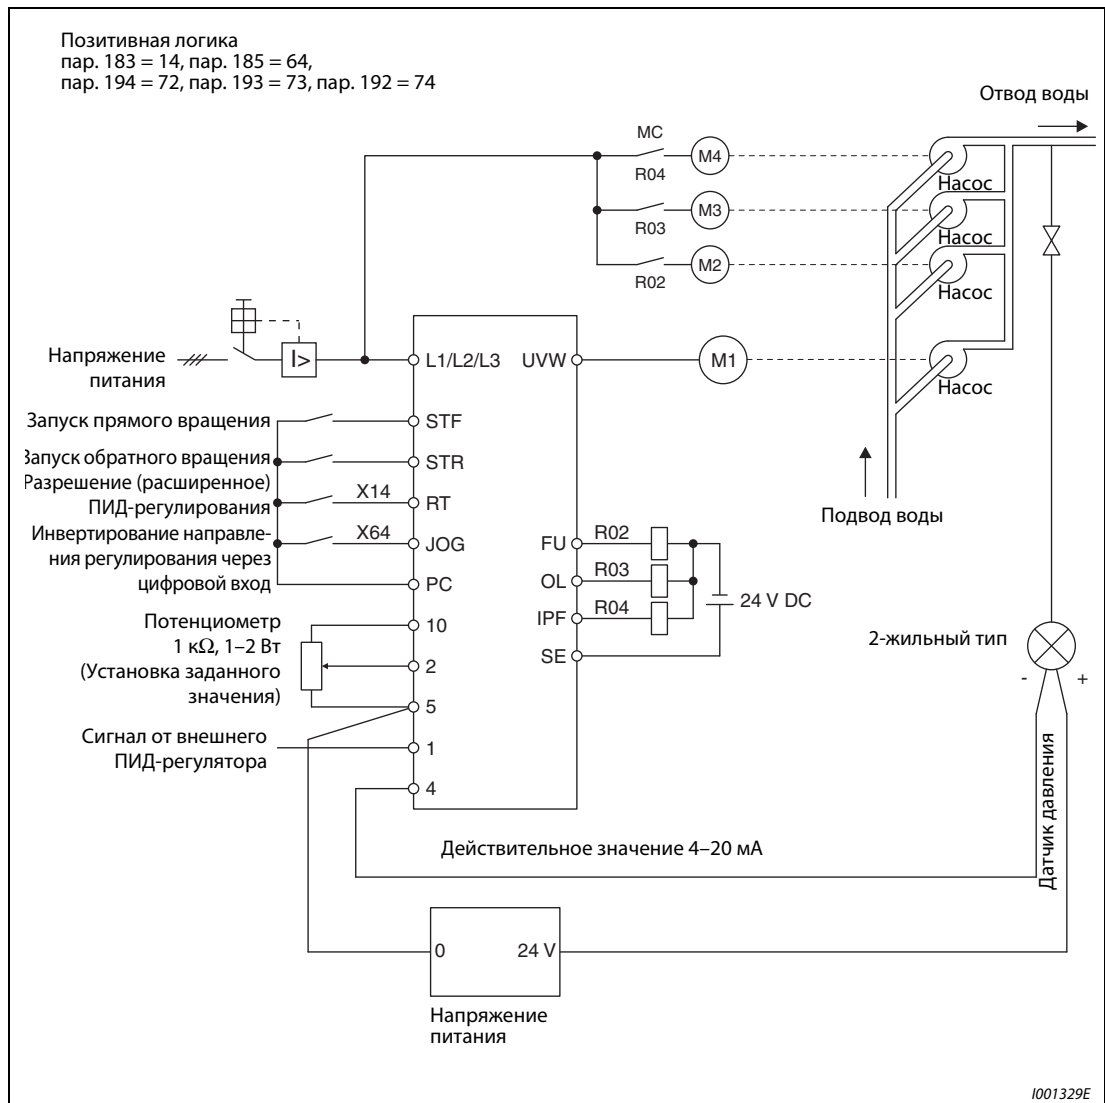 Позитивная логика
пар. 183 = 14, пар. 185 = 64,
пар. 194 = 72, пар. 193 = 73, пар. 192 = 74
Отвод воды
MC
M4
R04
Насос
M3
R03
Насос
M2
R02
Насос
Напряжение
питания
I>
L1/L2/L3
UVW
M1
Насос
Запуск прямого вращения
STF
Запуск обратного вращения
STR
Разрешение (расширенное)
ПИД-регулирования
X14
RT
Инвертирование направле-
ния регулирования через
цифровой вход
X64
JOG
PC
Подвод воды
FU
R02
OL
R03
IPF
R04
SE
24 V DC
Потенциометр
1 kΩ, 1–2 Вт
(Установка заданного
значения)
10
2
5
2-жильный тип
- +
Сигнал от внешнего
ПИД-регулятора
1
4
Датчик давления
Действительное значение 4–20 мА
0
24 V
Напряжение
питания
I001329E